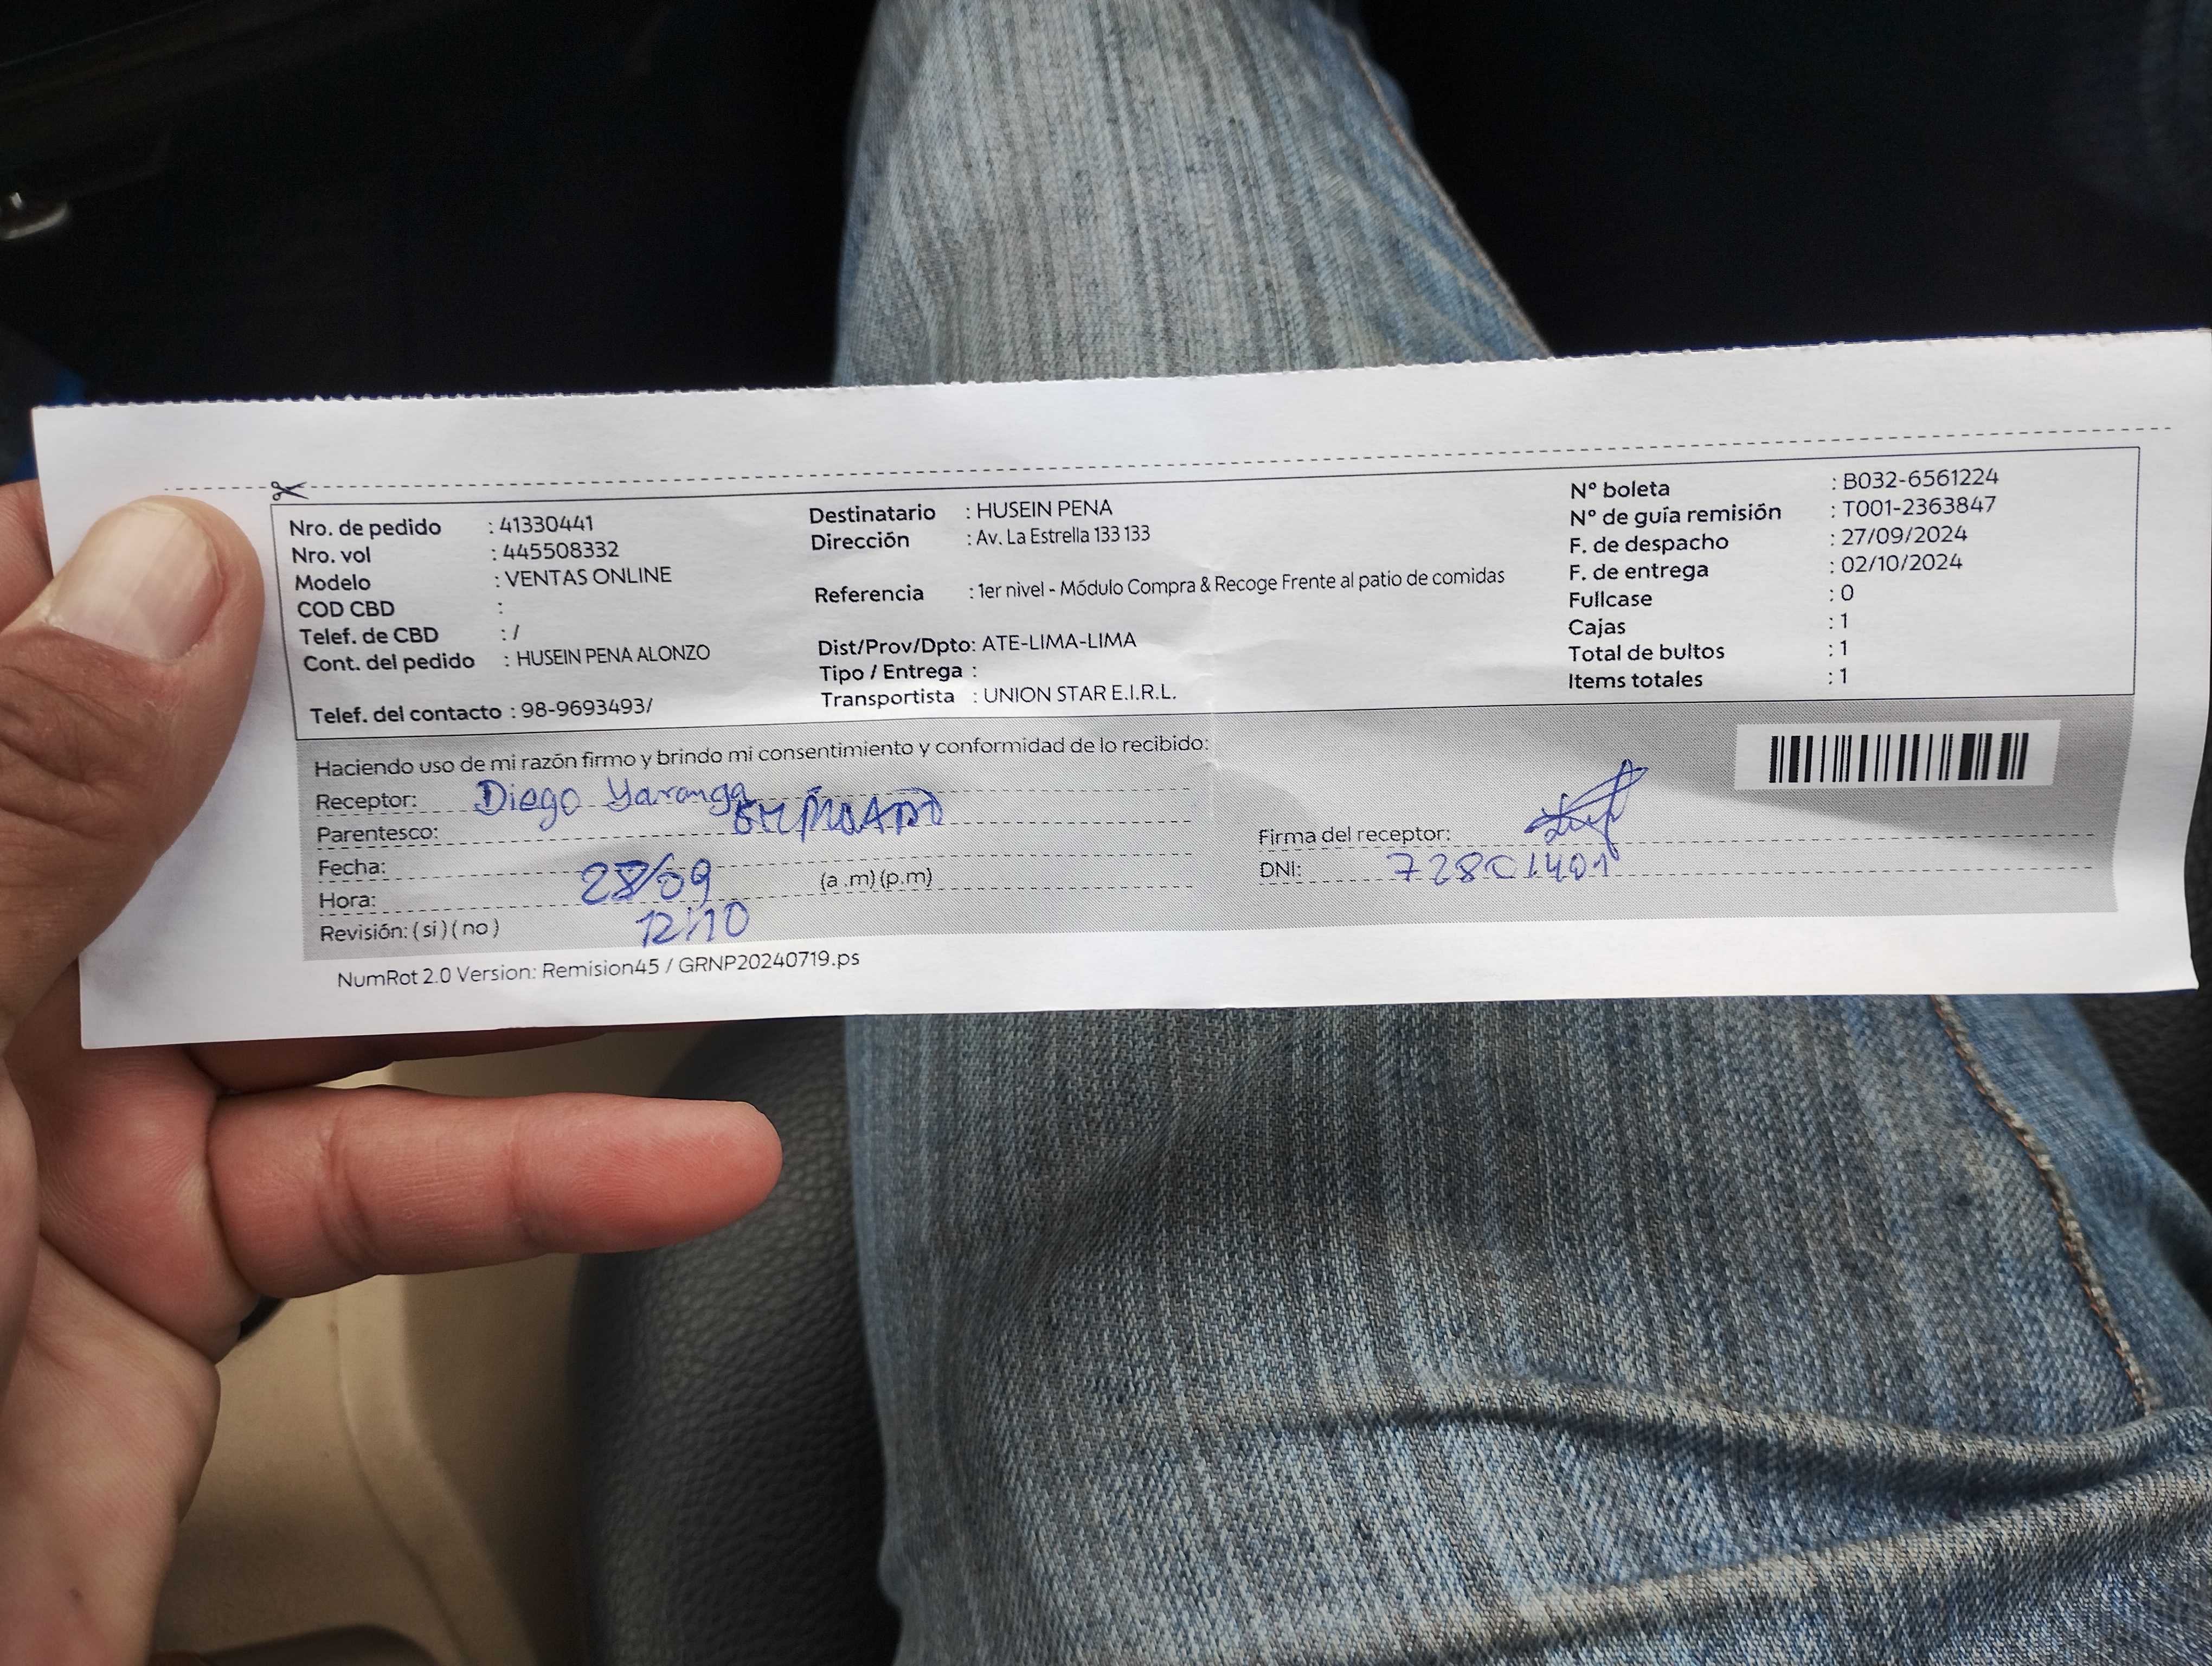 Nro. de pedido : 41330441
Nro. vol : 445508332
Modelo : VENTAS ONLINE
COD CBD :
Telef. de CBD : /
Cont. del pedido : HUSEIN PENA ALONZO
Telef. del contacto : 98-9693493/
Destinatario : HUSEIN PENA
Dirección : Av. La Estrella 133 133
Referencia : 1er nivel - Módulo Compra & Recoge Frente al patio de comidas
Dist/Prov/Dpto: ATE-LIMA-LIMA
Tipo / Entrega :
Transportista : UNION STAR E.I.R.L.
Nº boleta : B032-6561224
Nº de guía remisión : T001-2363847
F. de despacho : 27/09/2024
F. de entrega : 02/10/2024
Fullcase : 0
Cajas : 1
Total de bultos : 1
Items totales : 1
Haciendo uso de mi razón firmo y brindo mi consentimiento y conformidad de lo recibido:
Receptor: Diego Yaranga
Parentesco:
Fecha: 28/09
Hora: 12:10 (a .m) (p.m)
Revisión: ( si ) ( no )
Firma del receptor:
DNI: 72801401
NumRot 2.0 Version: Remision45 / GRNP20240719.ps